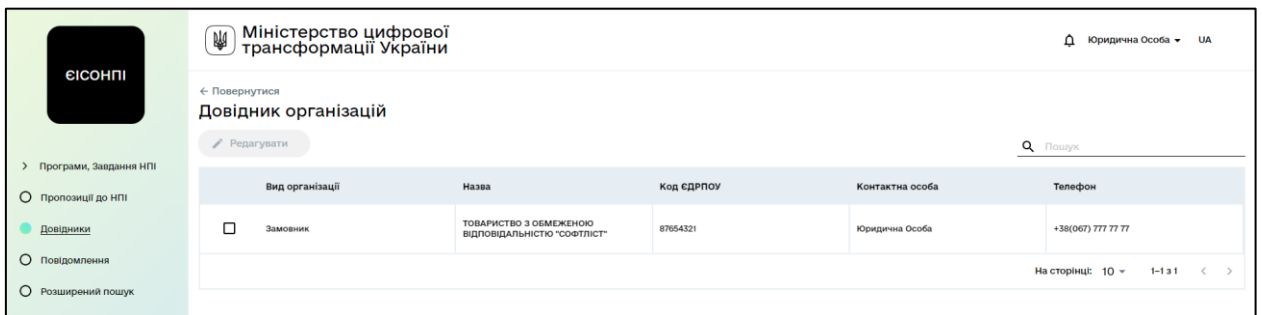 ЄІСОНПІ
Міністерство цифрової
трансформації України
Юридична Особа
UA
← Повернутися
Довідник організацій
Редагувати
Пошук
> Програми, Завдання НПІ
Пропозиції до НПІ
Довідники
Повідомлення
Розширений пошук
Вид організації Назва Код ЄДРПОУ Контактна особа Телефон
Замовник
ТОВАРИСТВО З ОБМЕЖЕНОЮ
ВІДПОВІДАЛЬНІСТЮ "СОФТЛІСТ"
87654321
Юридична Особа
+38(067) 777 77 77
На сторінці: 10 1-1 з 1 < >